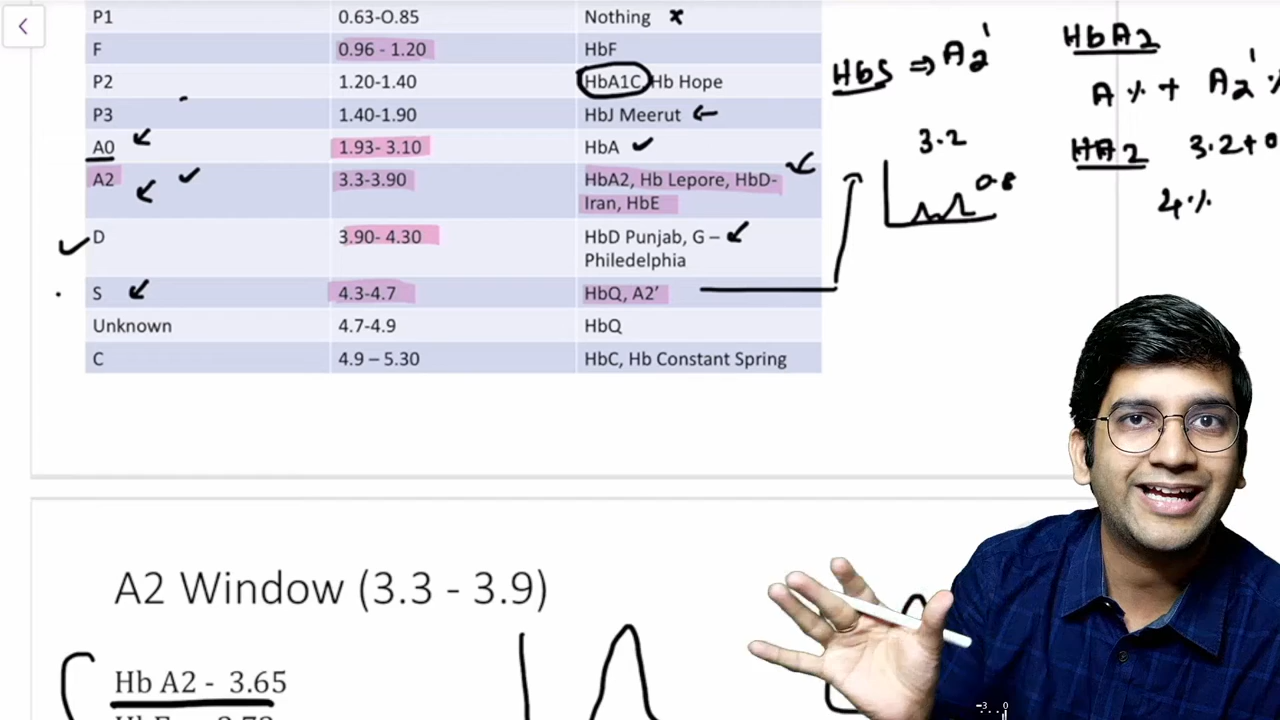 P1 0.63-O.85 Nothing
F 0.96 - 1.20 HbF
P2 1.20-1.40 HbA1C, Hb Hope
P3 1.40-1.90 HbJ Meerut
A0 1.93- 3.10 HbA
A2 3.3-3.90 HbA2, Hb Lepore, HbD-
Iran, HbE
D 3.90- 4.30 HbD Punjab, G –
Philedelphia
S 4.3-4.7 HbQ, A2’
Unknown 4.7-4.9 HbQ
C 4.9 – 5.30 HbC, Hb Constant Spring
HbS ⇒ A2'
3.2
0.8
HbA2
A % + A2' %
3.2+0
4%
A2 Window (3.3 - 3.9)
Hb A2 - 3.65